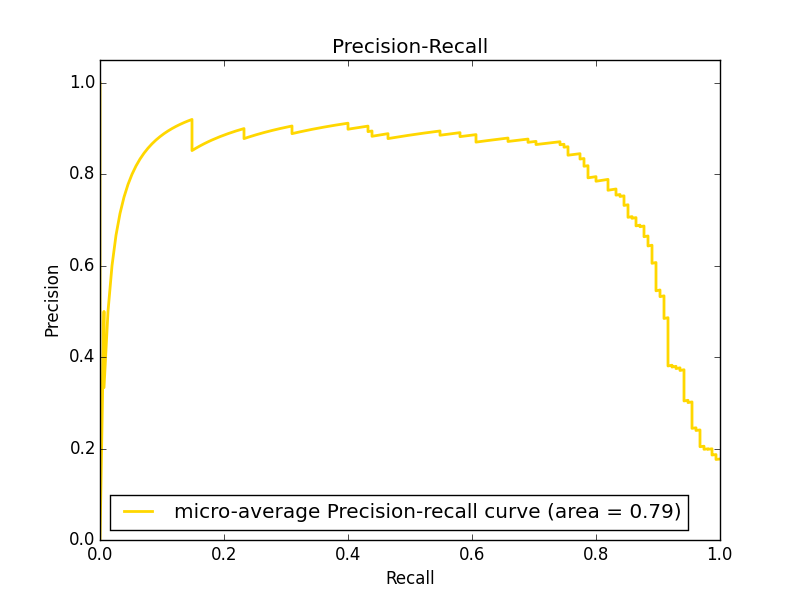 Precision-Recall
1.0
0.8
0.6
0.4
0.2
0.0
Precision
micro-average Precision-recall curve (area = 0.79)
0.0 0.2 0.4 0.6 0.8 1.0
Recall